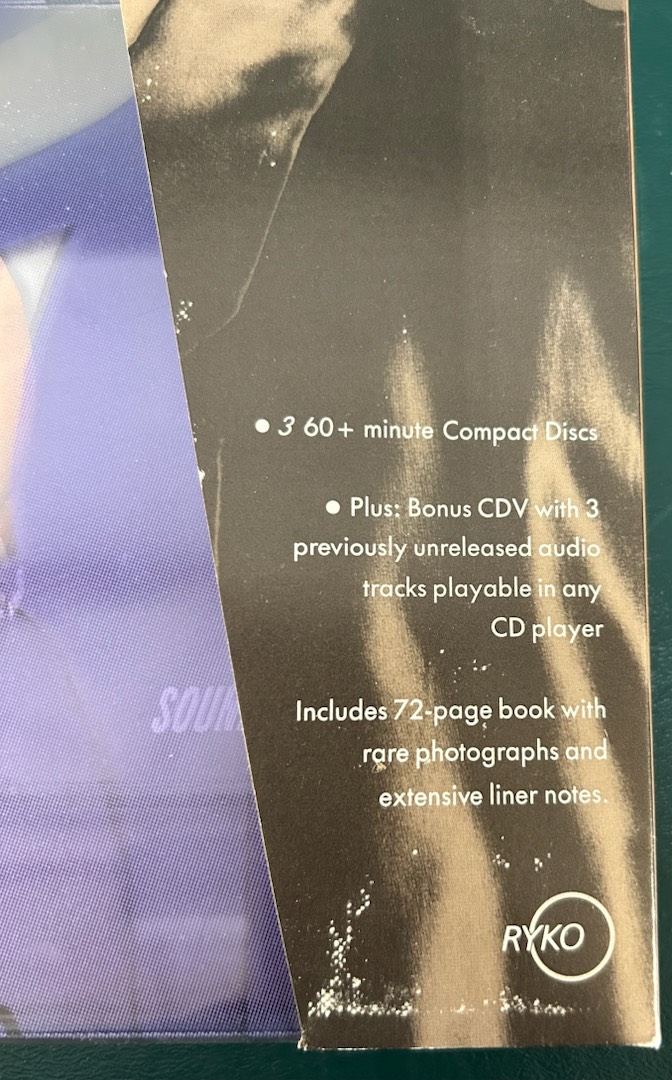 • 3 60+ minute Compact Discs
• Plus: Bonus CDV with 3
previously unreleased audio
tracks playable in any
CD player
Includes 72-page book with
rare photographs and
extensive liner notes.
RYKO